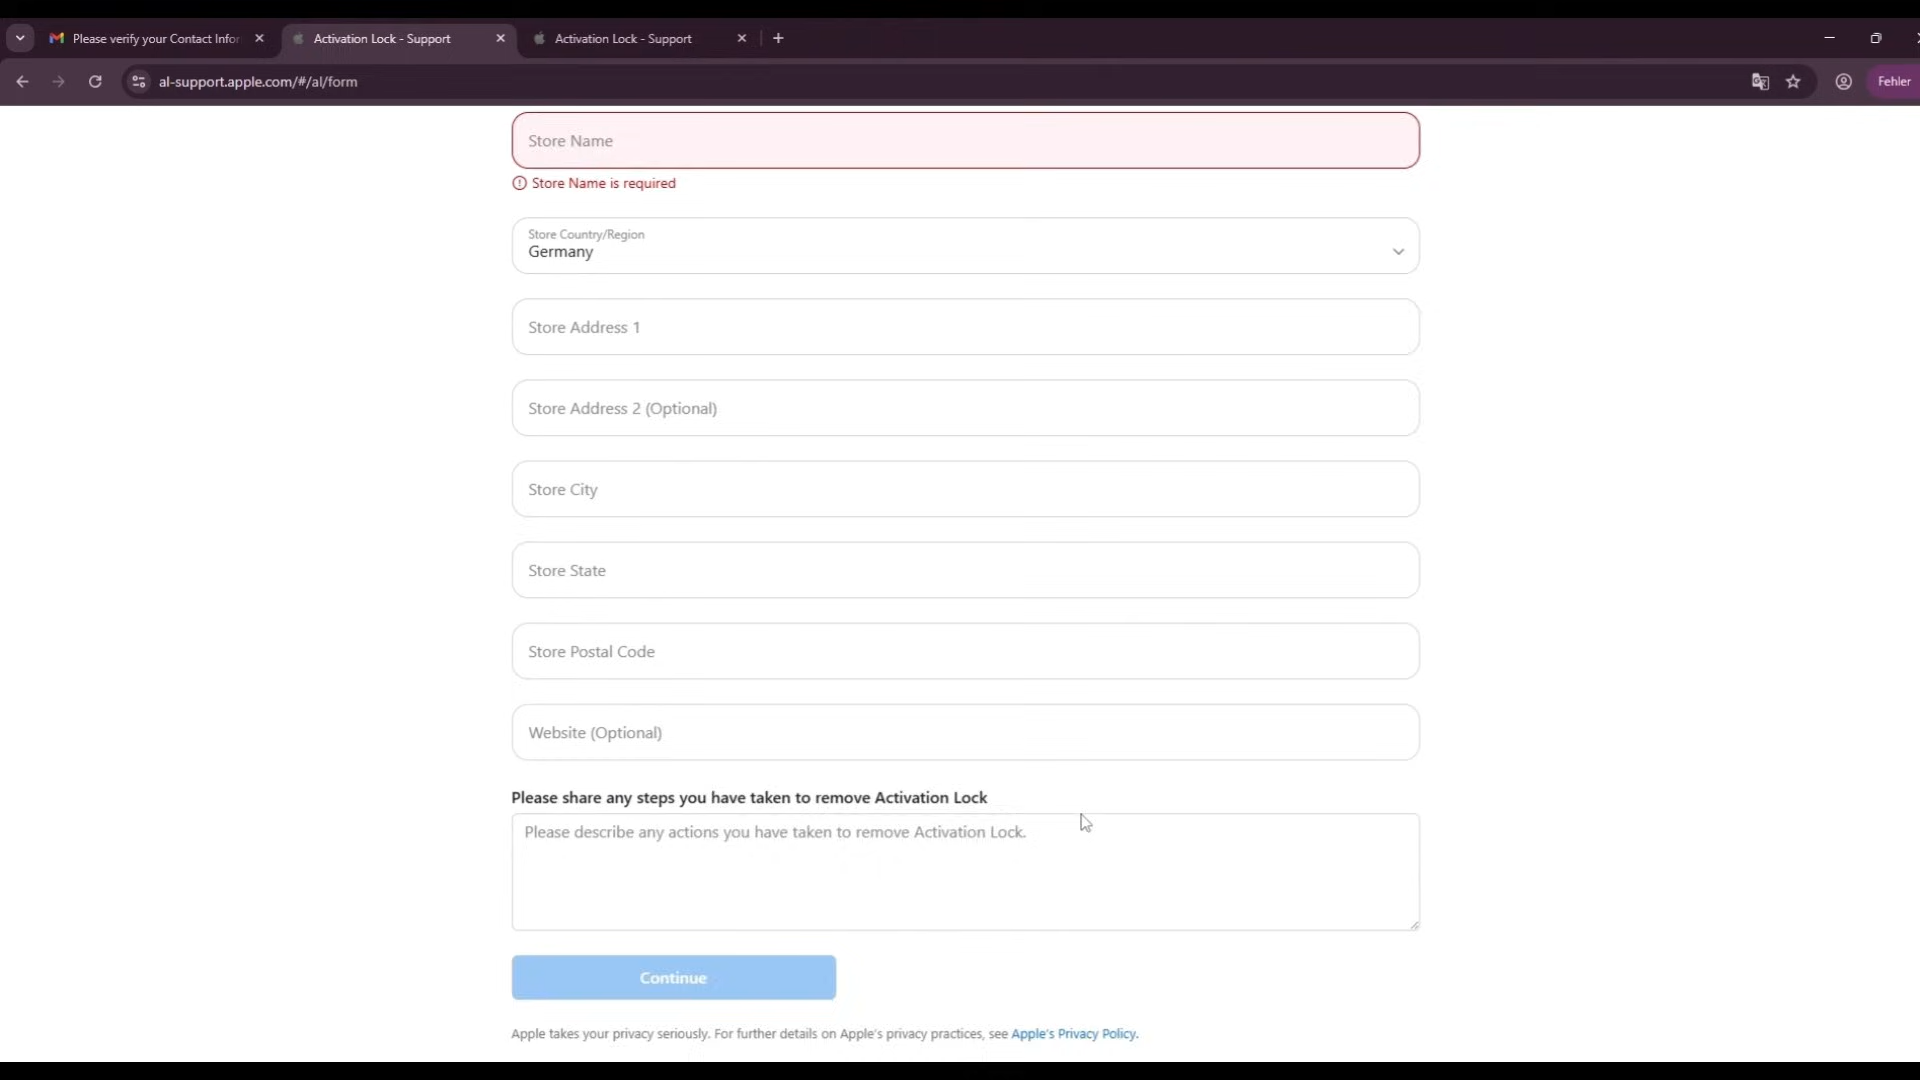 Please verify your Contact Infor
Activation Lock - Support
Activation Lock - Support
al-support.apple.com/#/al/form
Fehler
Store Name
Store Name is required
Store Country/Region
Germany
Store Address 1
Store Address 2 (Optional)
Store City
Store State
Store Postal Code
Website (Optional)
Please share any steps you have taken to remove Activation Lock
Please describe any actions you have taken to remove Activation Lock.
Continue
Apple takes your privacy seriously. For further details on Apple's privacy practices, see Apple's Privacy Policy.